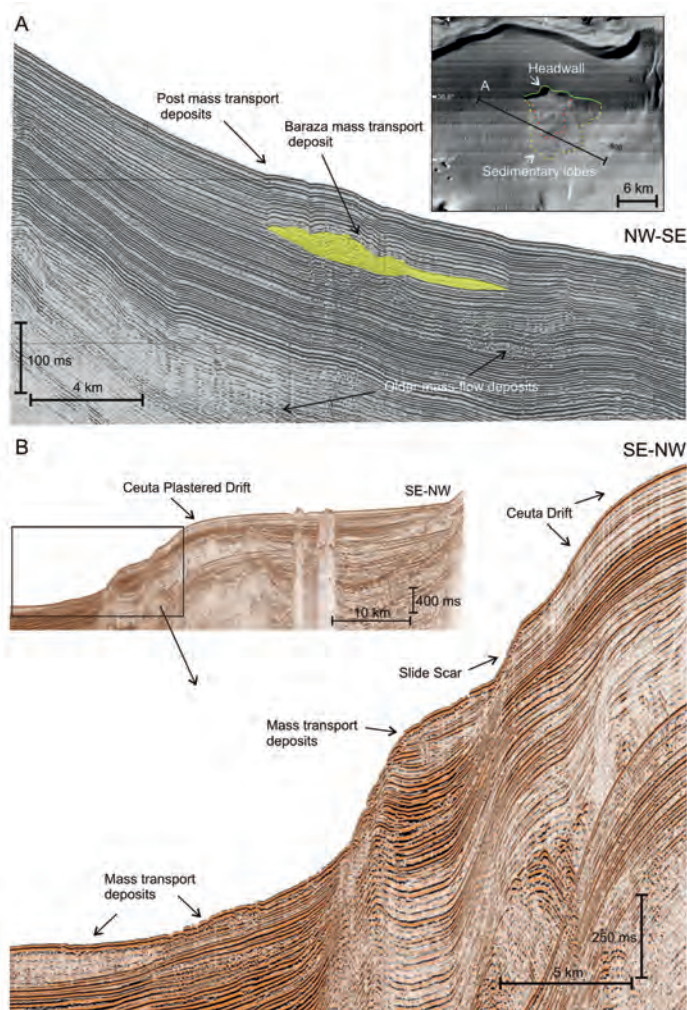 A
Post mass transport
deposits
Baraza mass transport
deposit
Headwall
A
Sedimentary lobes
6 km
NW-SE
100 ms
4 km
Older mass-flow deposits
B
SE-NW
Ceuta Plastered Drift
SE-NW
Ceuta Drift
400 ms
10 km
Slide Scar
Mass transport
deposits
Mass transport
deposits
250 ms
5 km